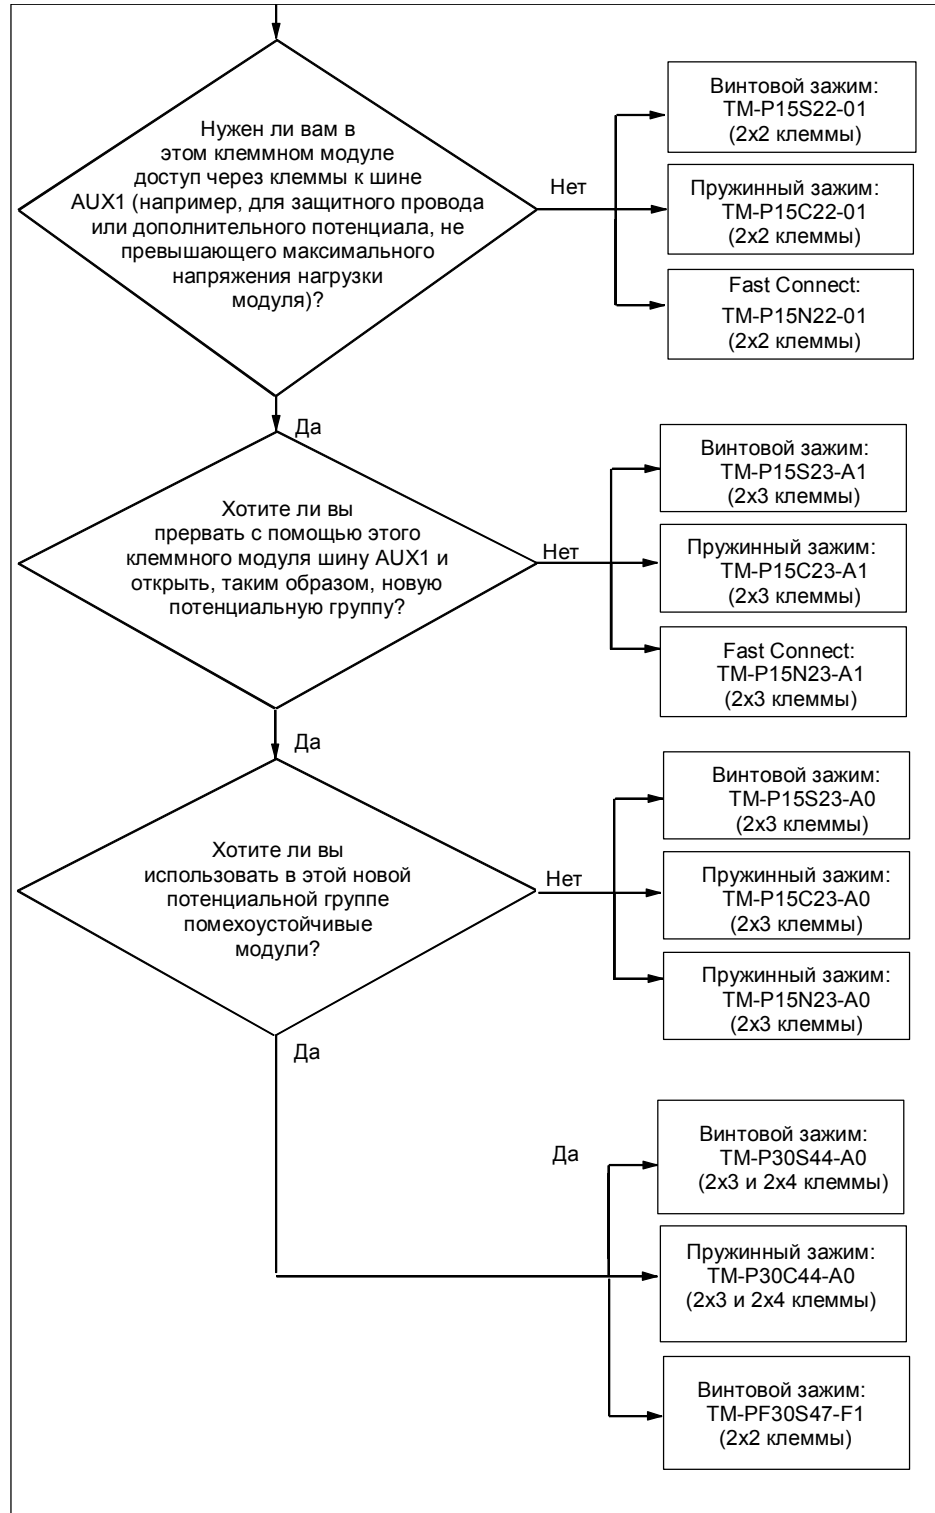 Нужен ли вам в
этом клеммном модуле
доступ через клеммы к шине
AUX1 (например, для защитного провода
или дополнительного потенциала, не
превышающего максимального
напряжения нагрузки
модуля)?
Нет
Винтовой зажим:
TM-P15S22-01
(2x2 клеммы)
Пружинный зажим:
TM-P15C22-01
(2x2 клеммы)
Fast Connect:
TM-P15N22-01
(2x2 клеммы)
Да
Хотите ли вы
прервать с помощью этого
клеммного модуля шину AUX1 и
открыть, таким образом, новую
потенциальную группу?
Нет
Винтовой зажим:
TM-P15S23-A1
(2x3 клеммы)
Пружинный зажим:
TM-P15C23-A1
(2x3 клеммы)
Fast Connect:
TM-P15N23-A1
(2x3 клеммы)
Да
Хотите ли вы
использовать в этой новой
потенциальной группе
помехоустойчивые
модули?
Нет
Винтовой зажим:
TM-P15S23-A0
(2x3 клеммы)
Пружинный зажим:
TM-P15C23-A0
(2x3 клеммы)
Пружинный зажим:
TM-P15N23-A0
(2x3 клеммы)
Да
Да
Винтовой зажим:
TM-P30S44-A0
(2x3 и 2x4 клеммы)
Пружинный зажим:
TM-P30C44-A0
(2x3 и 2x4 клеммы)
Винтовой зажим:
TM-PF30S47-F1
(2x2 клеммы)